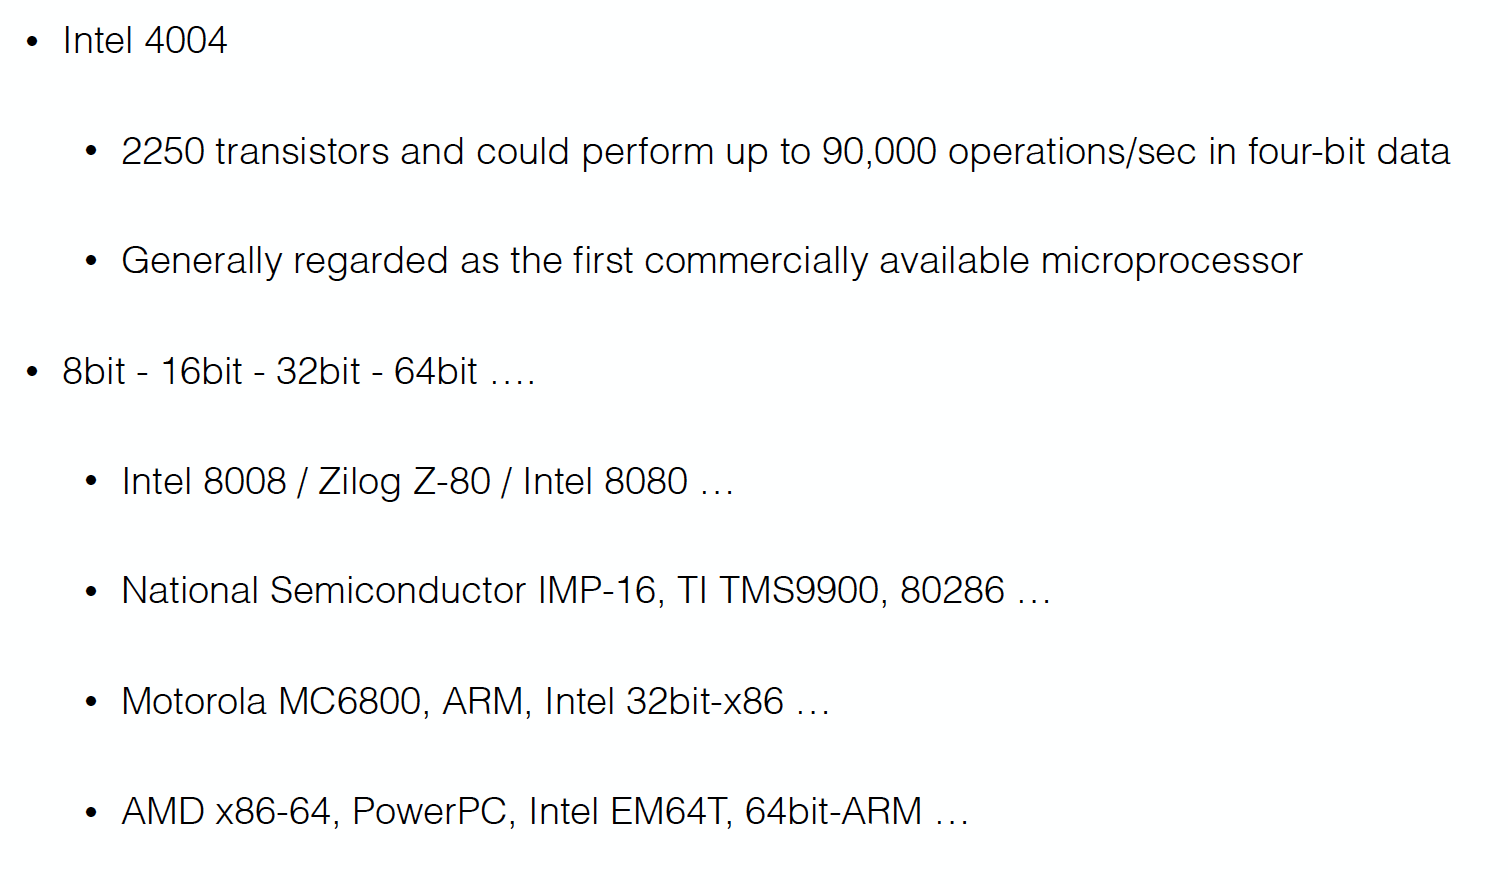 • Intel 4004
• 2250 transistors and could perform up to 90,000 operations/sec in four-bit data
• Generally regarded as the first commercially available microprocessor
• 8bit - 16bit - 32bit - 64bit ....
• Intel 8008 / Zilog Z-80 / Intel 8080 ...
• National Semiconductor IMP-16, TI TMS9900, 80286 ...
• Motorola MC6800, ARM, Intel 32bit-x86 ...
• AMD x86-64, PowerPC, Intel EM64T, 64bit-ARM ...